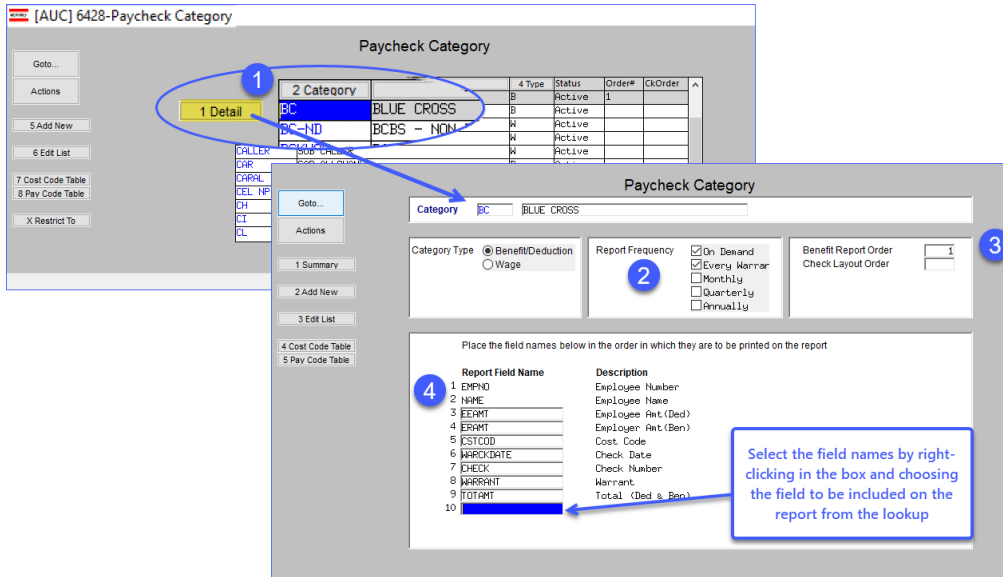 [AUC] 6428-Paycheck Category
Paycheck Category
Goto...
Actions
5 Add New
6 Edit List
7 Cost Code Table
8 Pay Code Table
X Restrict To
1
1 Detail
2 Category 4 Type Status Order# CkOrder
BC BLUE CROSS B Active 1
BC-ND BCBS - NON B Active
W Active
W Active
CALLER SUB CALLER W Active
CAR
CARAL
CEL NP
CH
CI
CL
Paycheck Category
Goto...
Actions
1 Summary
2 Add New
3 Edit List
4 Cost Code Table
5 Pay Code Table
Category BC BLUE CROSS
Category Type Benefit/Deduction
Wage
Report Frequency On Demand
Every Warrar
Monthly
Quarterly
Annually
2
Benefit Report Order 1
Check Layout Order
3
Place the field names below in the order in which they are to be printed on the report
Report Field Name Description
4
1 EMPNO Employee Number
2 NAME Employee Name
3 EEAMT Employee Amt(Ded)
4 ERAMT Employer Amt(Ben)
5 CSTCOD Cost Code
6 WARCKDATE Check Date
7 CHECK Check Number
8 WARRANT Warrant
9 TOTAMT Total (Ded & Ben)
10
Select the field names by right-
clicking in the box and choosing
the field to be included on the
report from the lookup